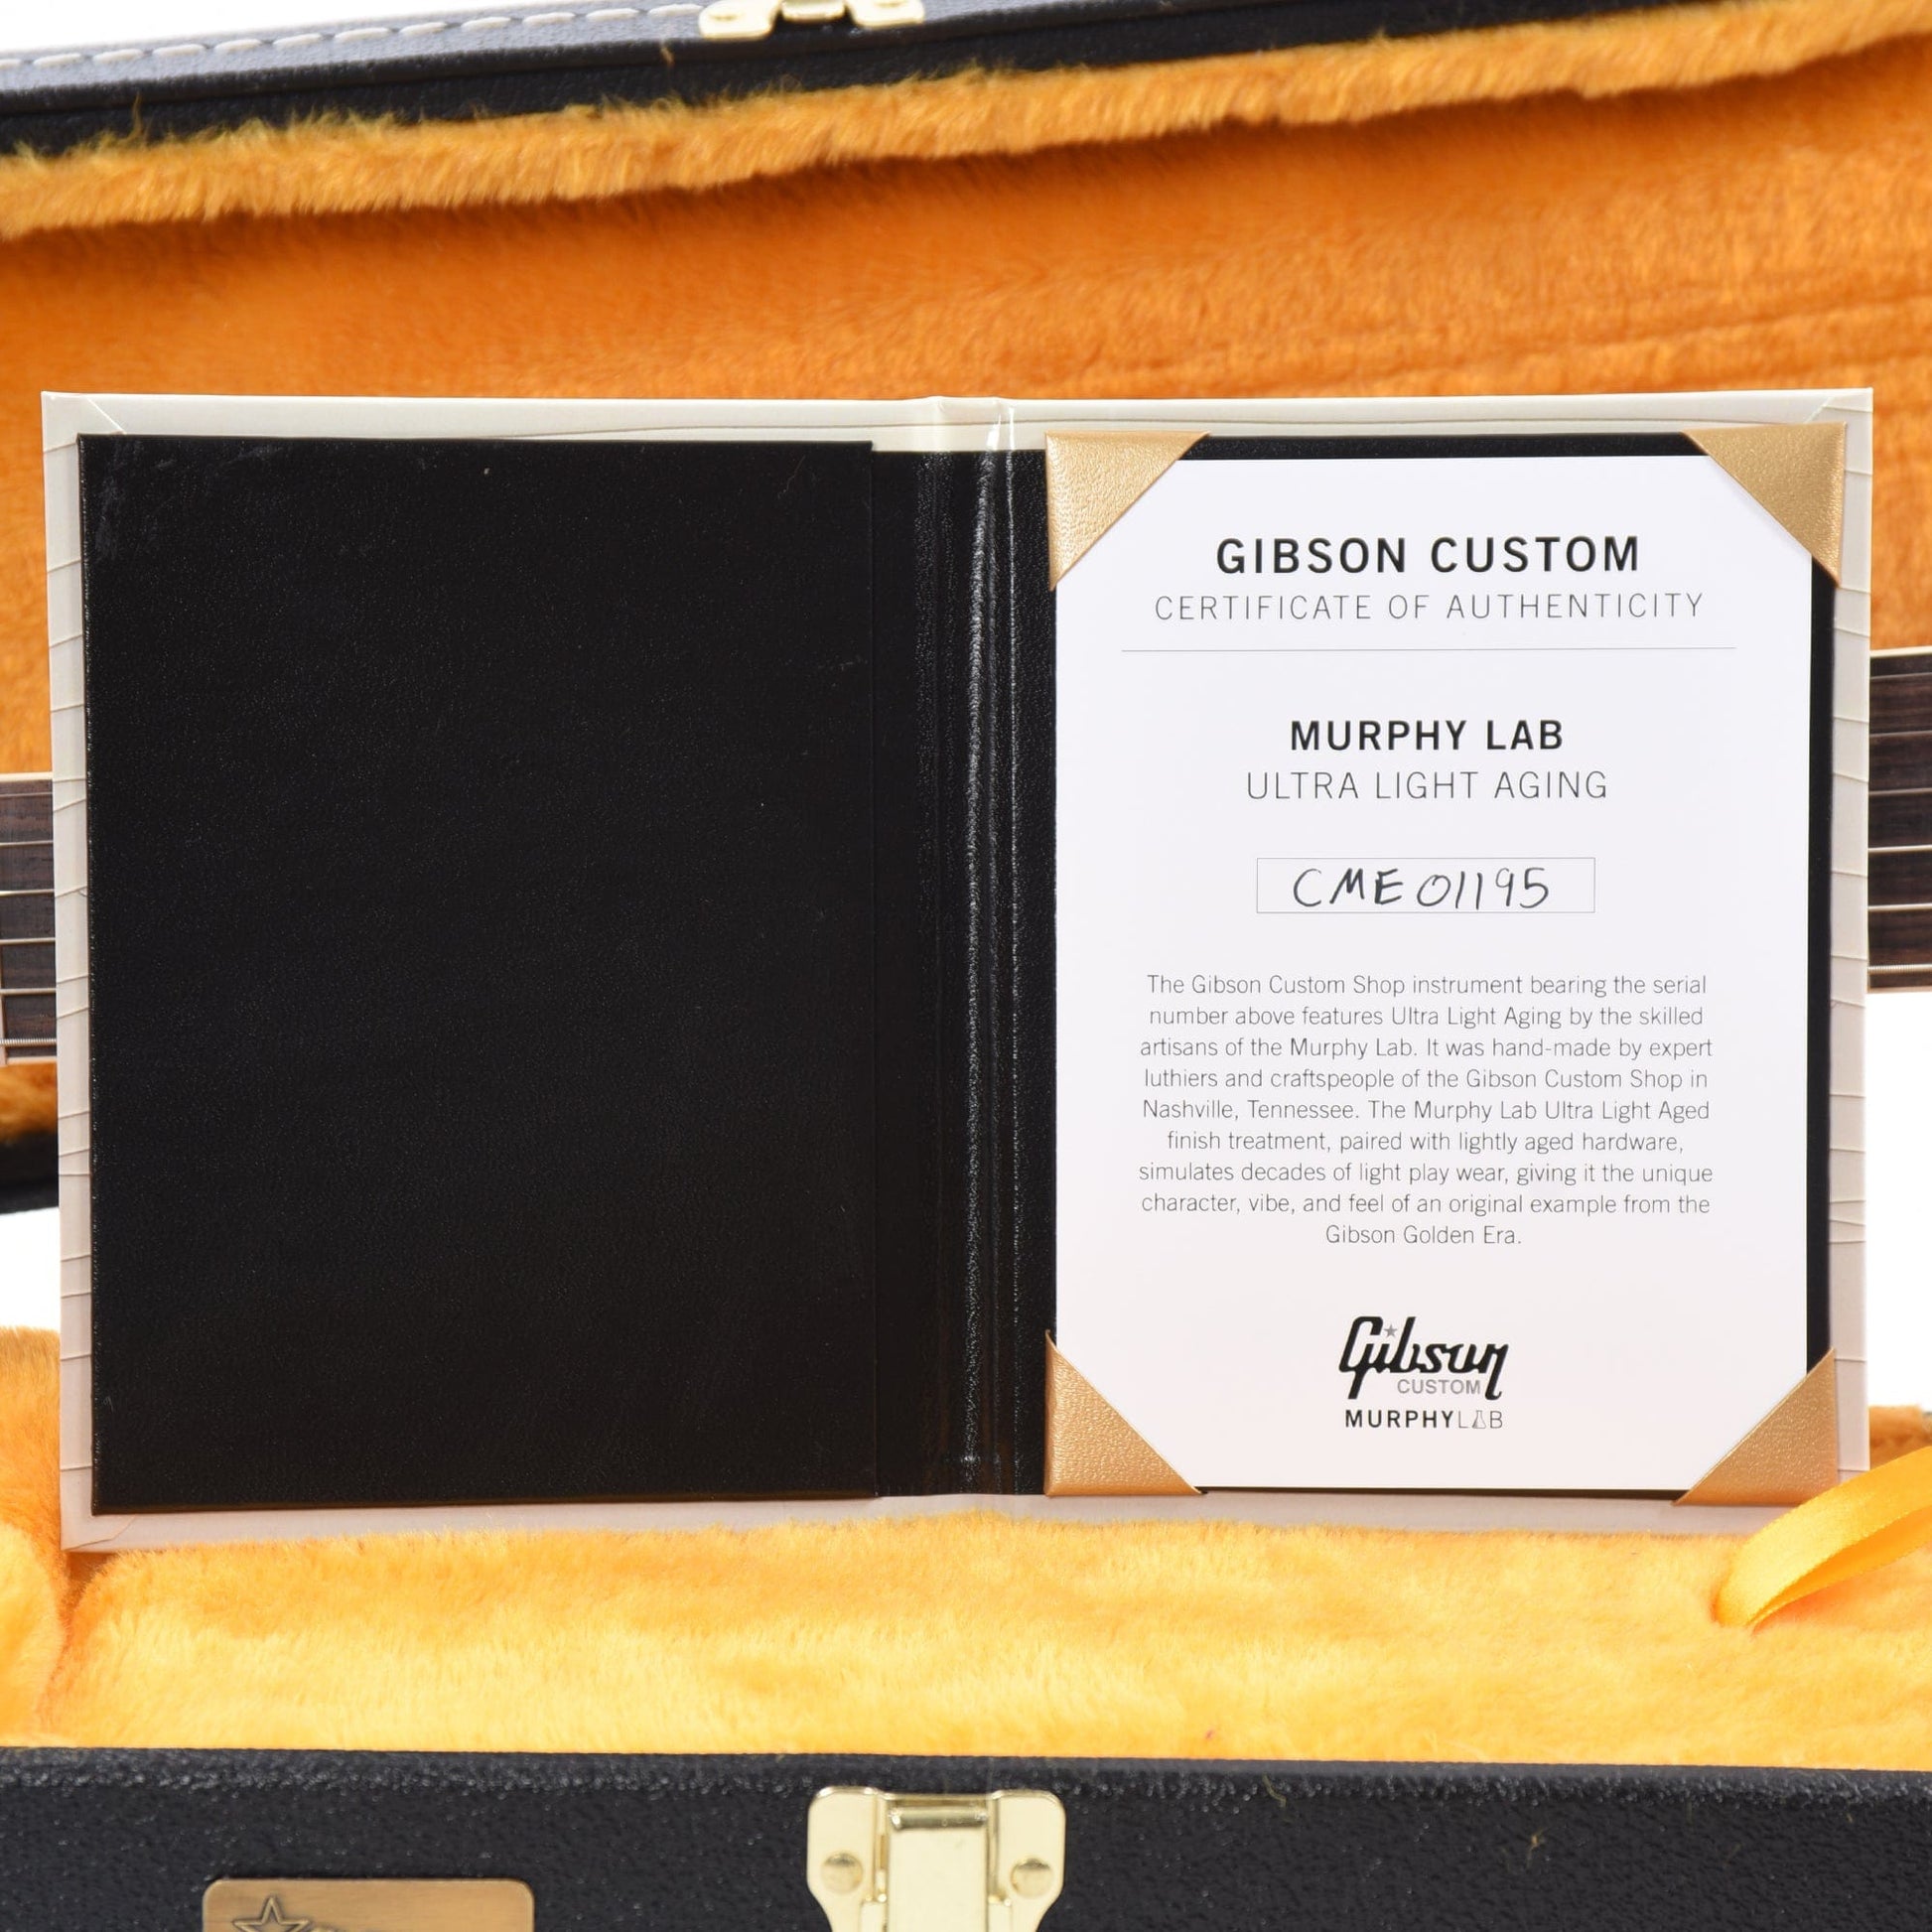 GIBSON CUSTOM
CERTIFICATE OF AUTHENTICITY
MURPHY LAB
ULTRA LIGHT AGING
CME 01195
The Gibson Custom Shop instrument bearing the serial
number above features Ultra Light Aging by the skilled
artisans of the Murphy Lab. It was hand-made by expert
luthiers and craftspeople of the Gibson Custom Shop in
Nashville, Tennessee. The Murphy Lab Ultra Light Aged
finish treatment, paired with lightly aged hardware,
simulates decades of light play wear, giving it the unique
character, vibe, and feel of an original example from the
Gibson Golden Era.
Gibson
CUSTOM
MURPHYLAB